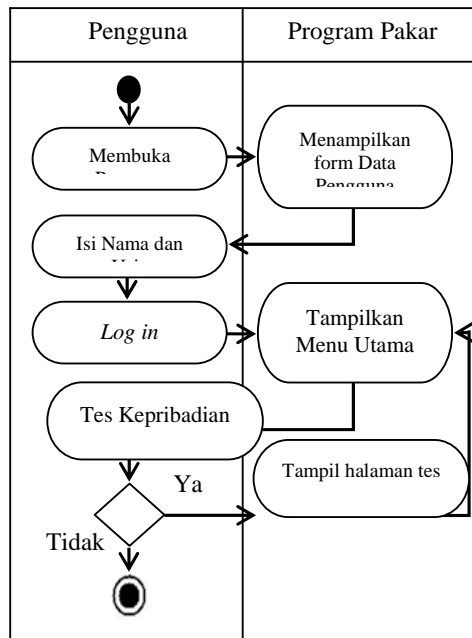 Pengguna
Program Pakar
Membuka
Menampilkan
form Data
Pengguna
Isi Nama dan
Log in
Tampilkan
Menu Utama
Tes Kepribadian
Ya
Tampil halaman tes
Tidak